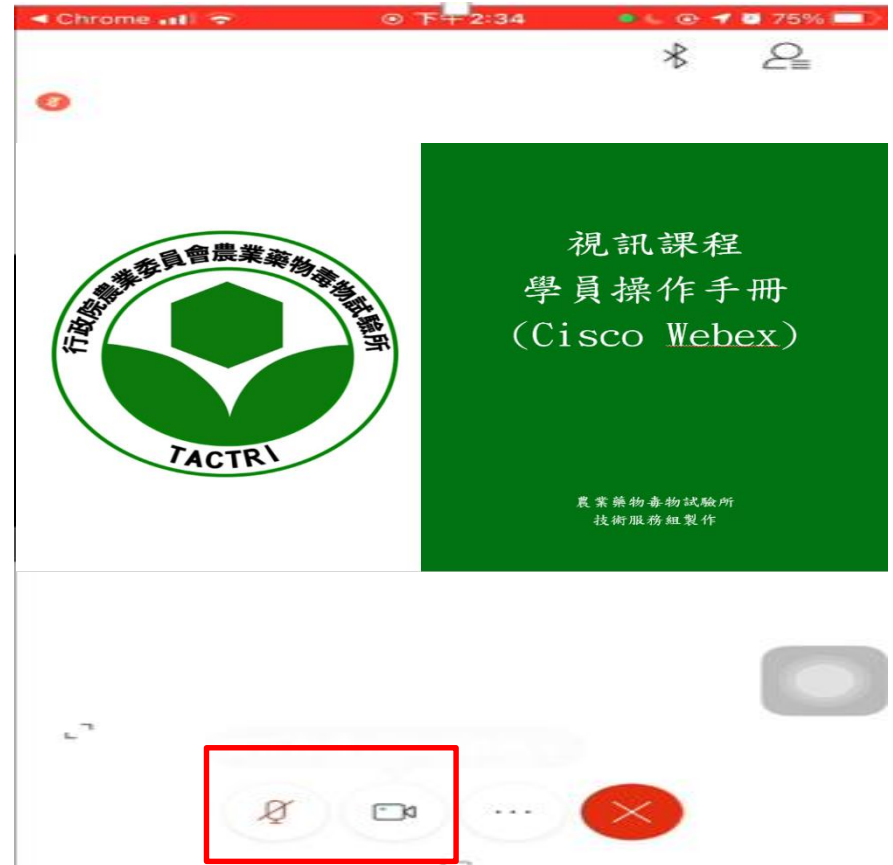 Chrome
下午2:34
75%
行政院農業委員會農業藥物毒物試驗所
TACTRI
視訊課程
學員操作手冊
(Cisco Webex)
農業藥物毒物試驗所
技術服務組製作